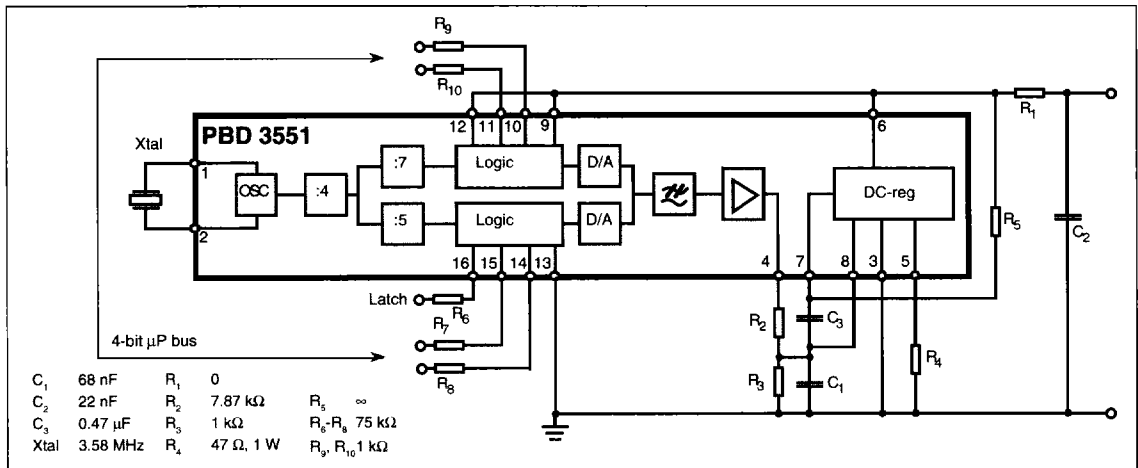 R9
R10
R1
12 11 10 9 6
PBD 3551
Xtal
1
2
OSC
:4
:7
:5
Logic
Logic
D/A
D/A
DC-reg
R5
C2
16 15 14 13 4 7 8 3 5
Latch
R6
R7
R8
R2
C3
R3
C1
R4
4-bit µP bus
C1 68 nF R1 0
C2 22 nF R2 7.87 kΩ R5 ∞
C3 0.47 µF R3 1 kΩ R6-R8 75 kΩ
Xtal 3.58 MHz R4 47 Ω, 1 W R9, R10 1 kΩ